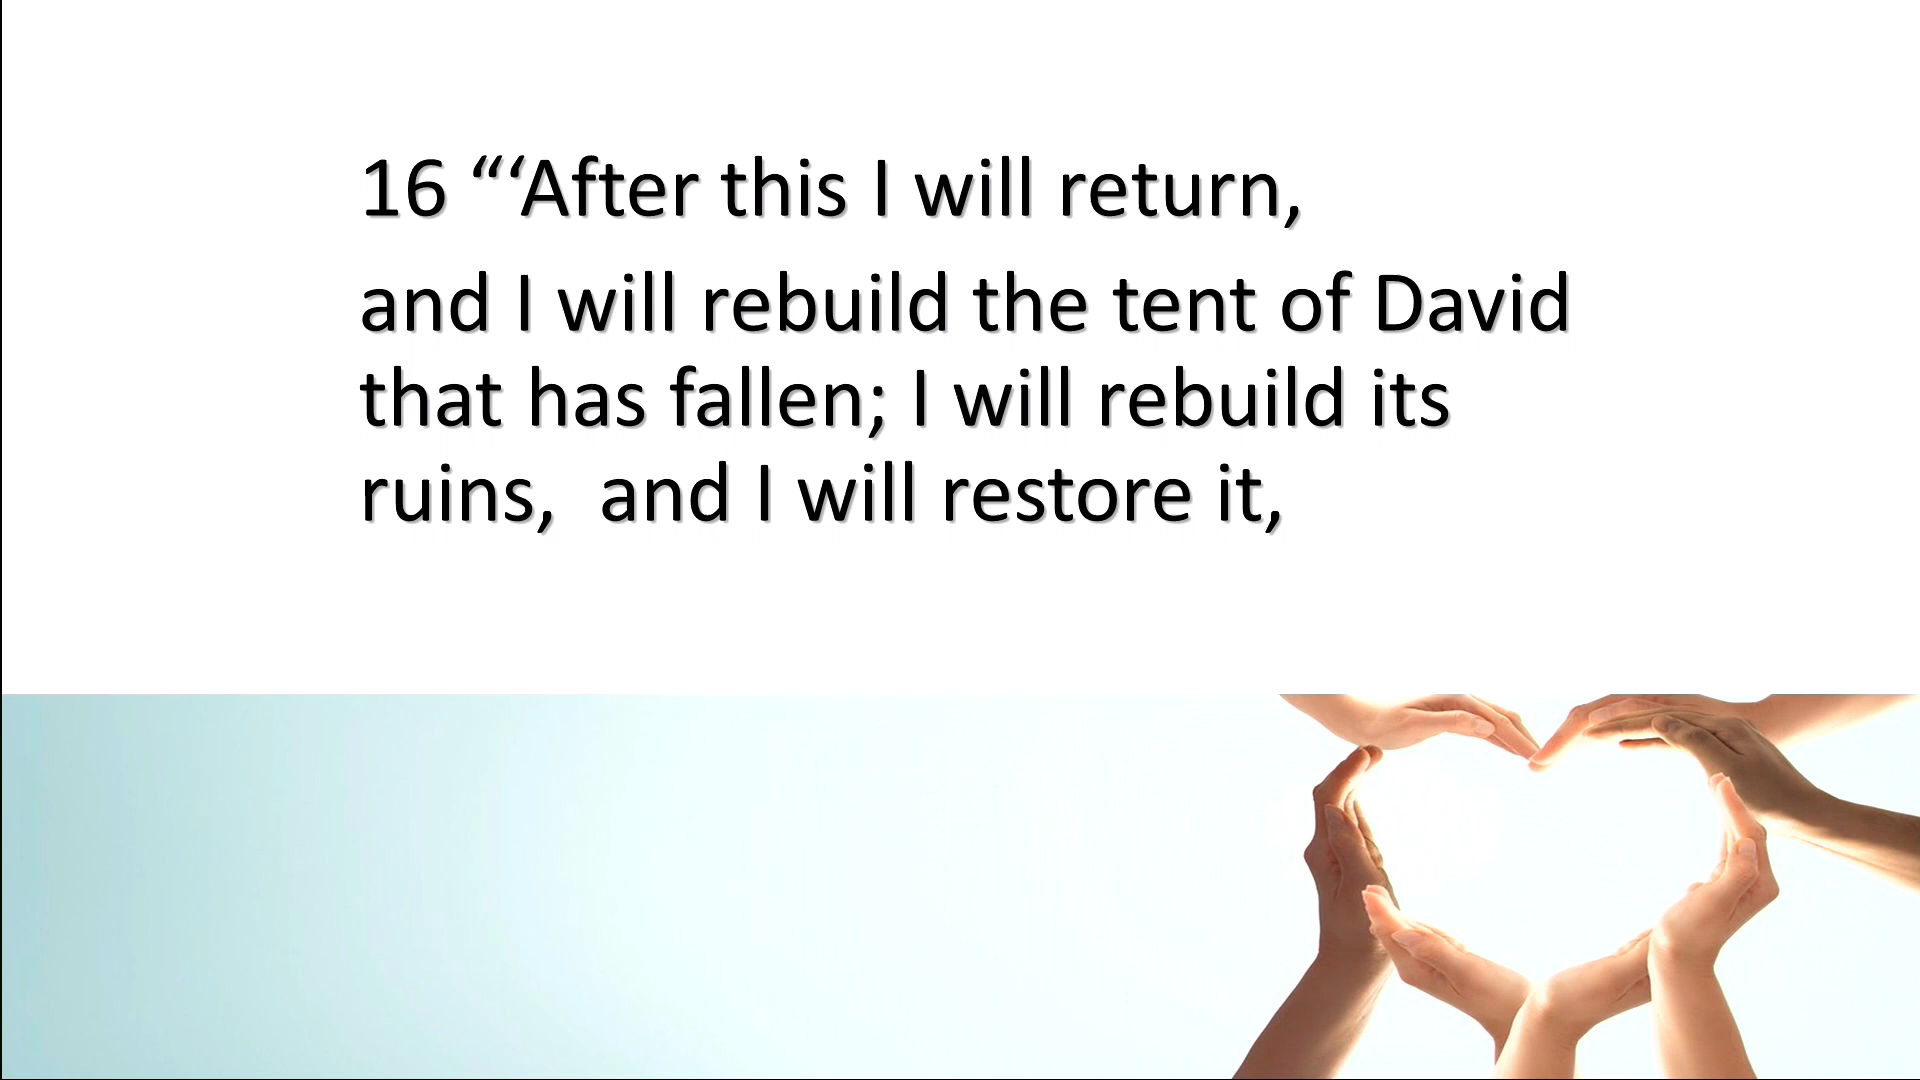 16 “‘After this I will return,
and I will rebuild the tent of David
that has fallen; I will rebuild its
ruins,  and I will restore it,